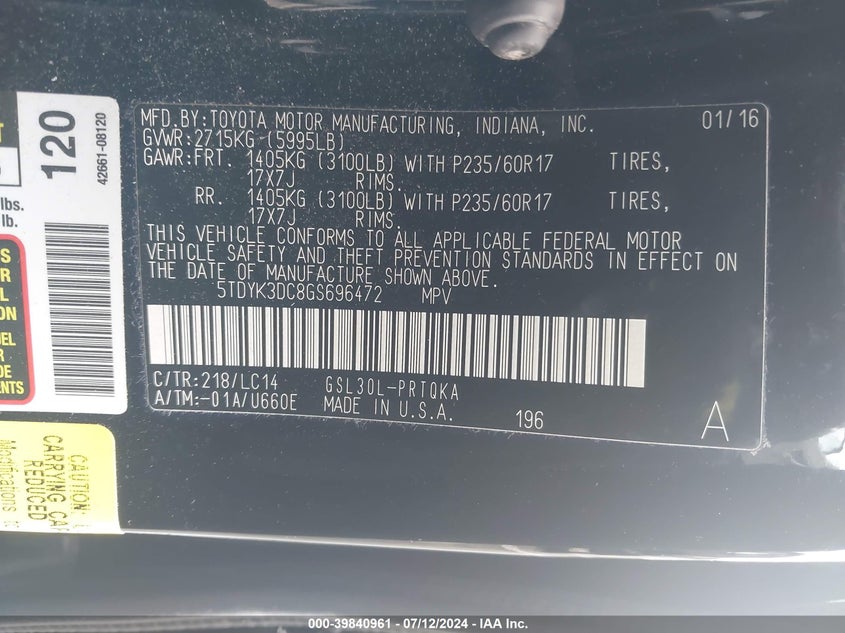 MFD.BY:TOYOTA MOTOR MANUFACTURING, INDIANA, INC. 01/16
GVWR:2715KG (5995LB)
GAWR:FRT. 1405KG (3100LB) WITH P235/60R17 TIRES,
17X7J RIMS.
RR. 1405KG (3100LB) WITH P235/60R17 TIRES,
17X7J RIMS.
THIS VEHICLE CONFORMS TO ALL APPLICABLE FEDERAL MOTOR
VEHICLE SAFETY AND THEFT PREVENTION STANDARDS IN EFFECT ON
THE DATE OF MANUFACTURE SHOWN ABOVE.
5TDYK3DC8GS696472 MPV
C/TR:218/LC14 GSL30L-PRTQKA
A/TM:-01A/U660E MADE IN U.S.A. 196 A
120
42661-08120
lbs.
lb.
CAUTION:
CARRYING CAP
REDUCED
Modifications to
000-39840961 - 07/12/2024 - IAA Inc.